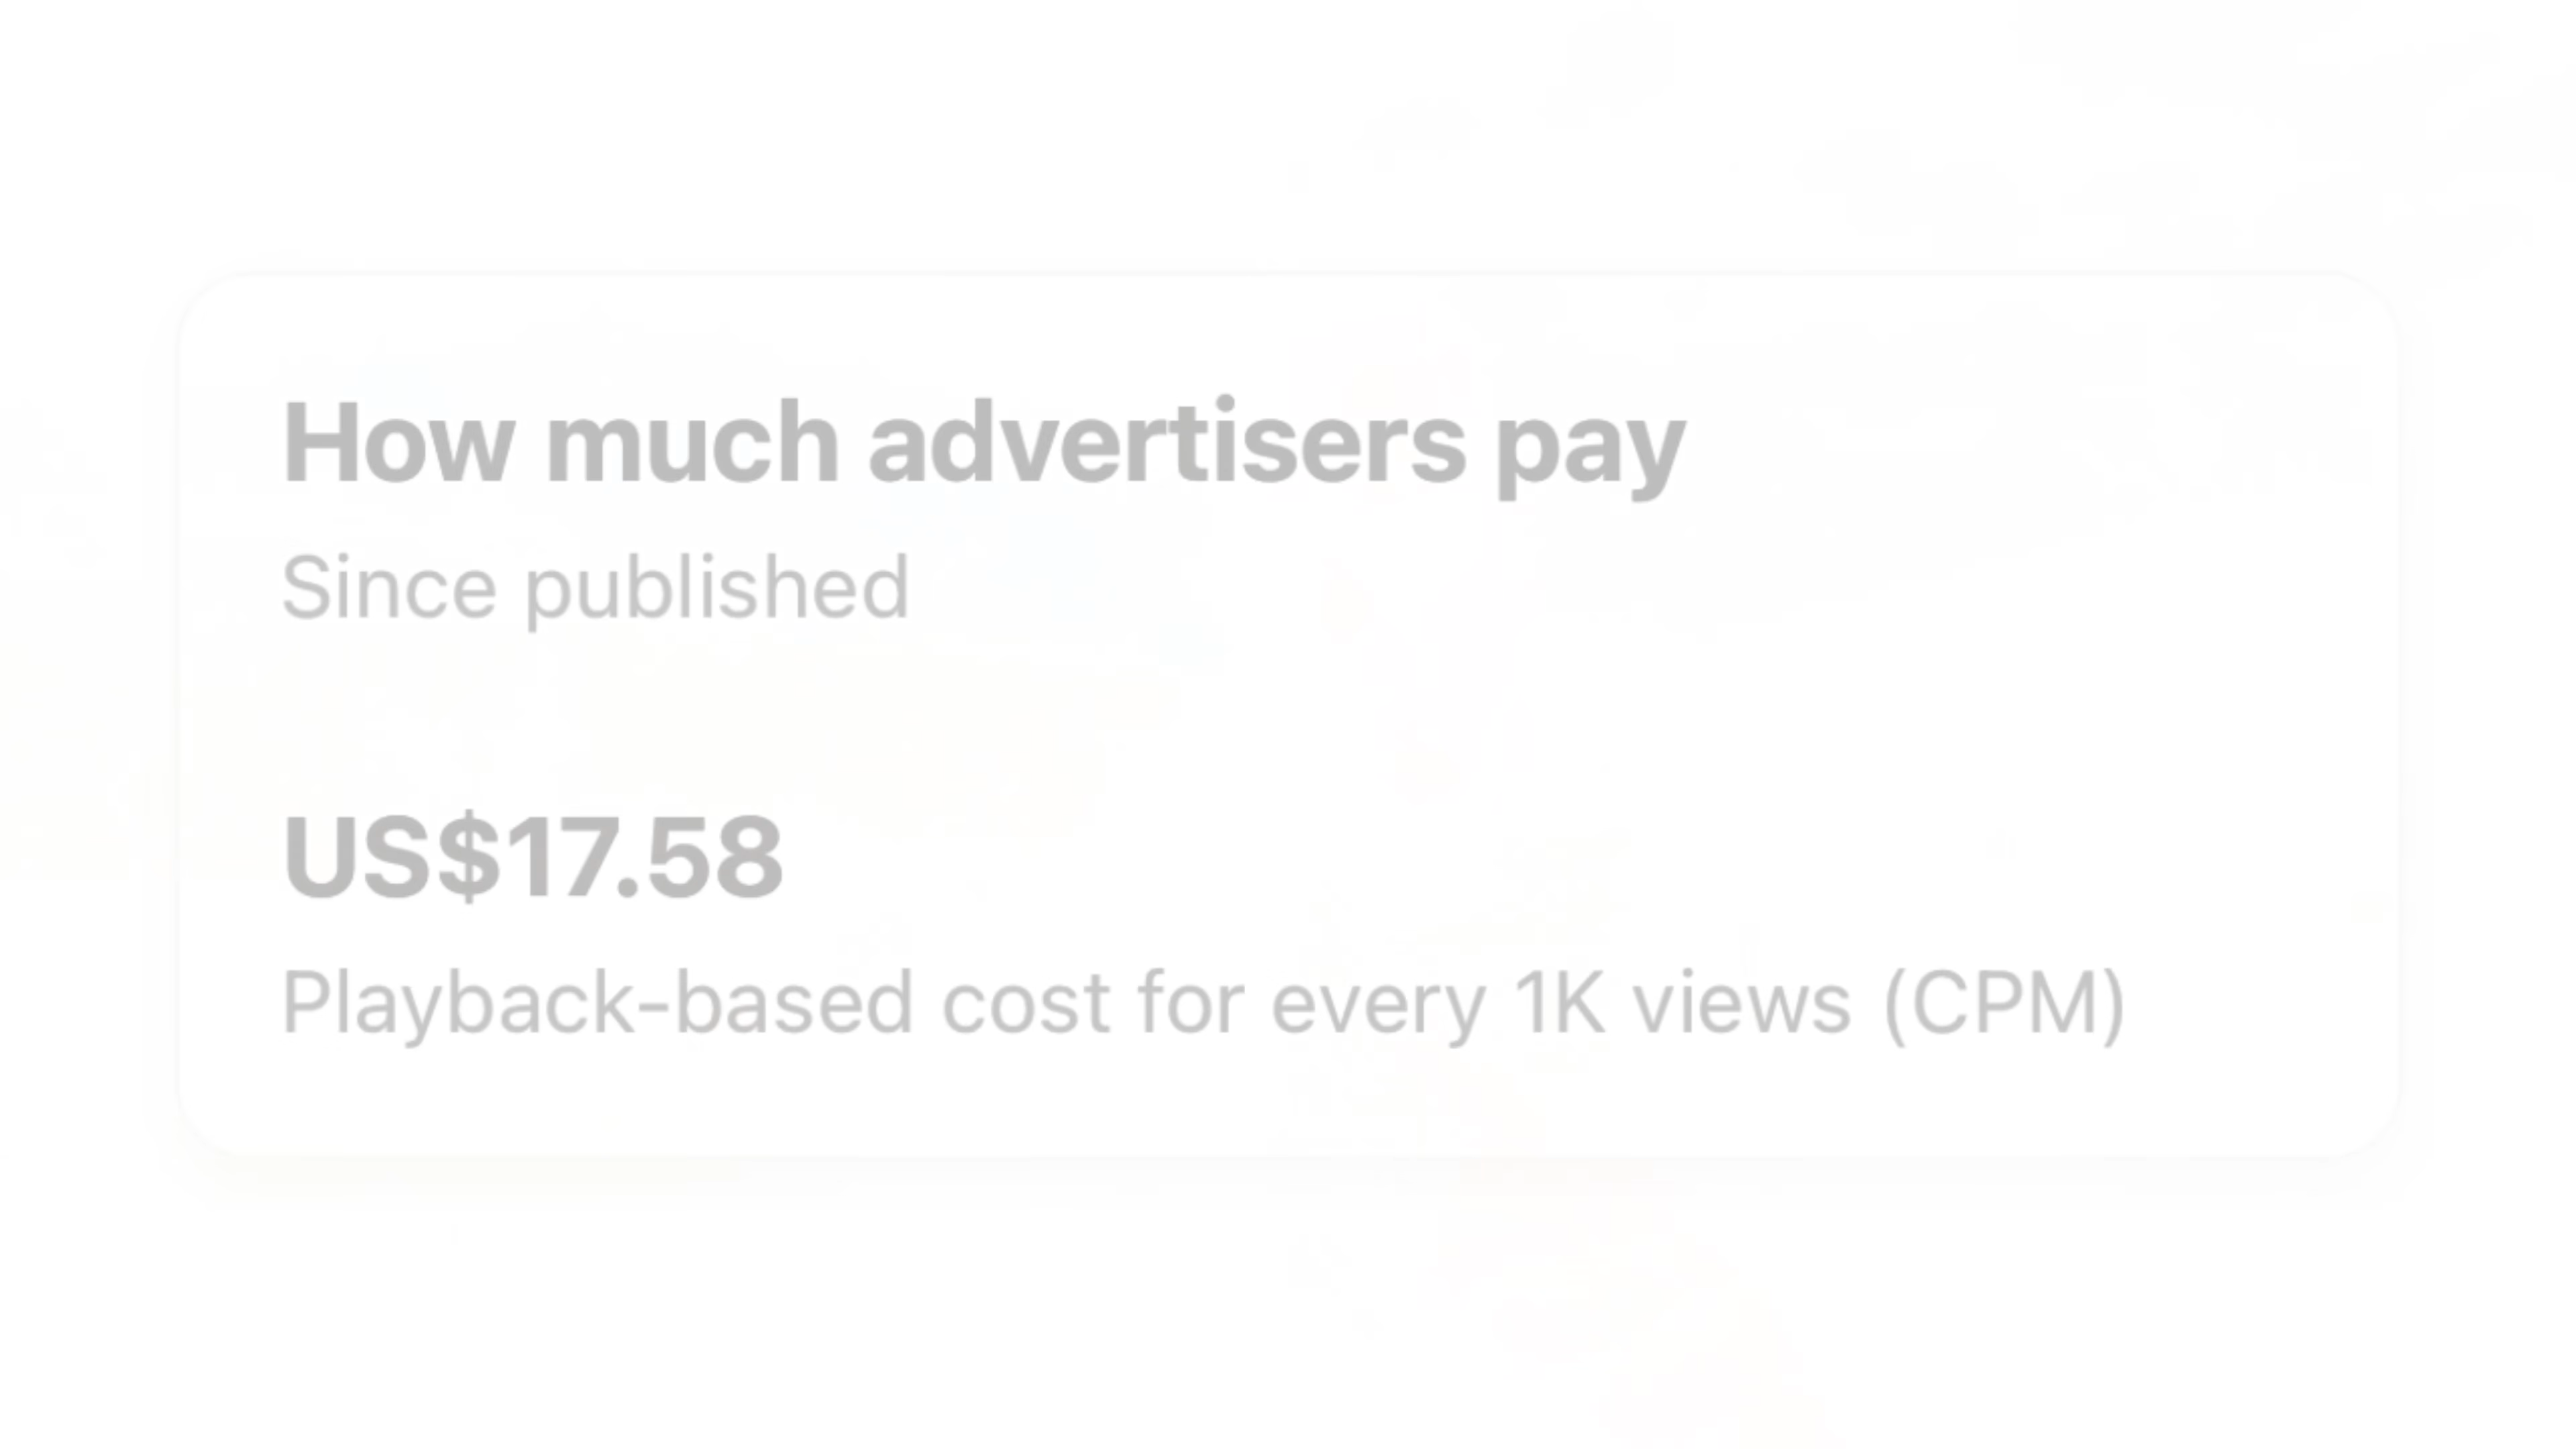 How much advertisers pay
Since published
US$17.58
Playback-based cost for every 1K views (CPM)